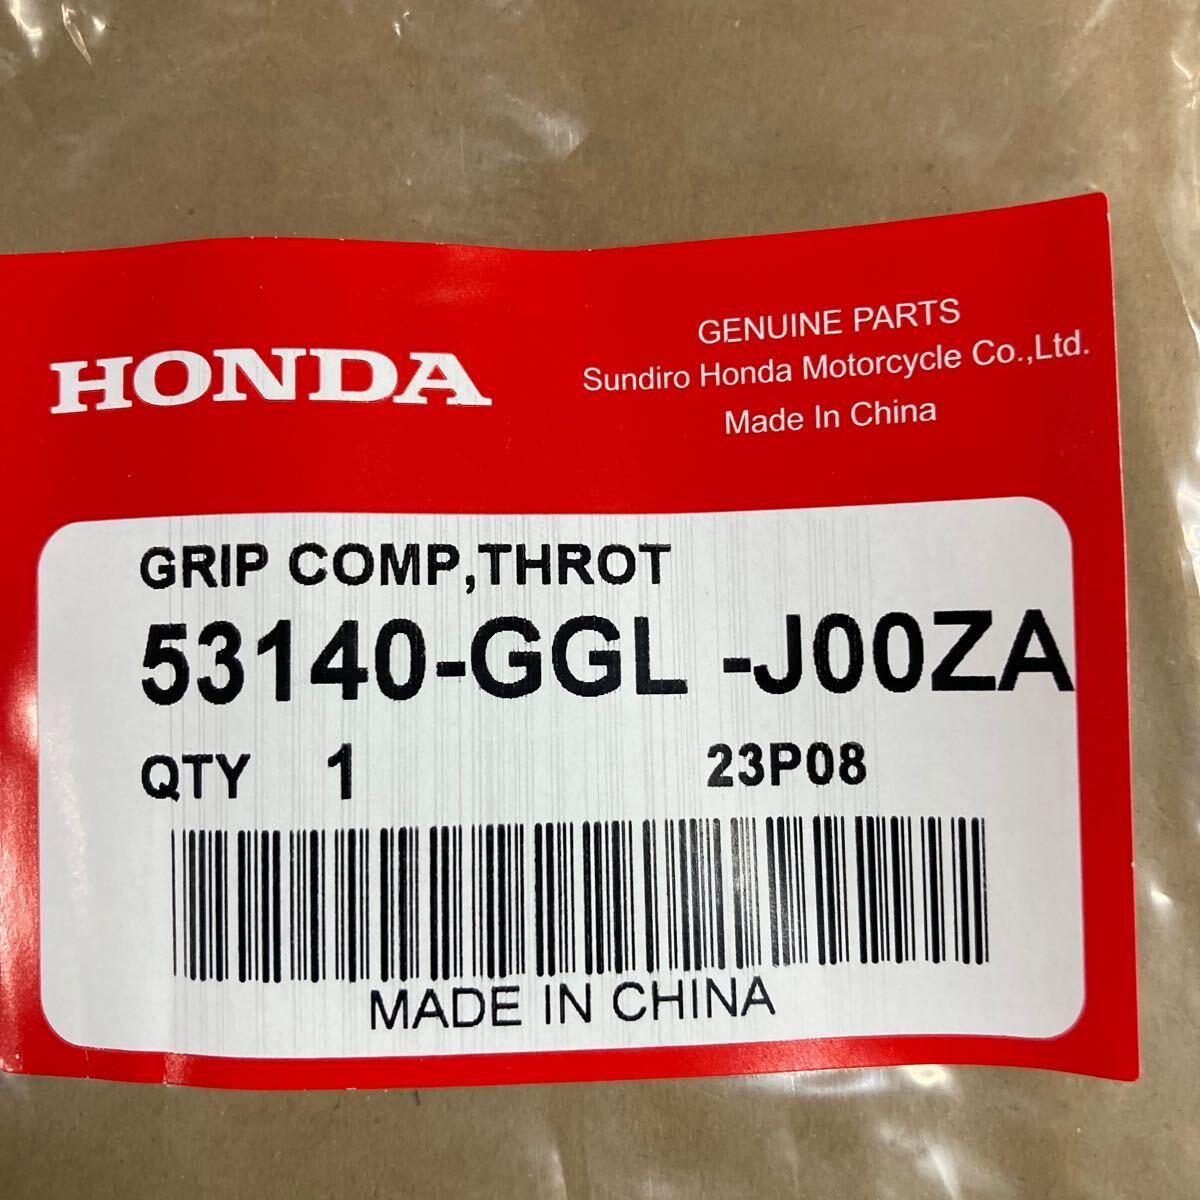 HONDA
GENUINE PARTS
Sundiro Honda Motorcycle Co.,Ltd.
Made In China
GRIP COMP,THROT
53140-GGL -J00ZA
QTY 1 23P08
MADE IN CHINA